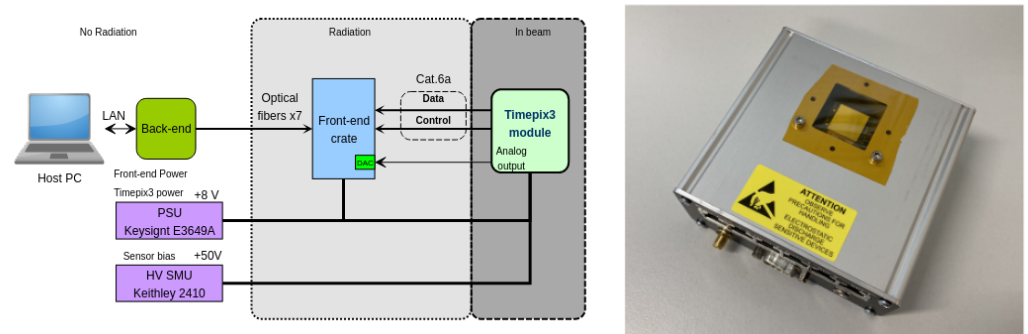 No Radiation
Radiation
In beam
Cat.6a
Data
Control
Optical
fibers x7
LAN
Back-end
Front-end
crate
Timepix3
module
Analog
output
DAC
Host PC
Front-end Power
Timepix3 power +8 V
PSU
Keysignt E3649A
Sensor bias +50V
HV SMU
Keithley 2410
ATTENTION
OBSERVE
PRECAUTIONS FOR
HANDLING
ELECTROSTATIC
DISCHARGE
SENSITIVE DEVICES